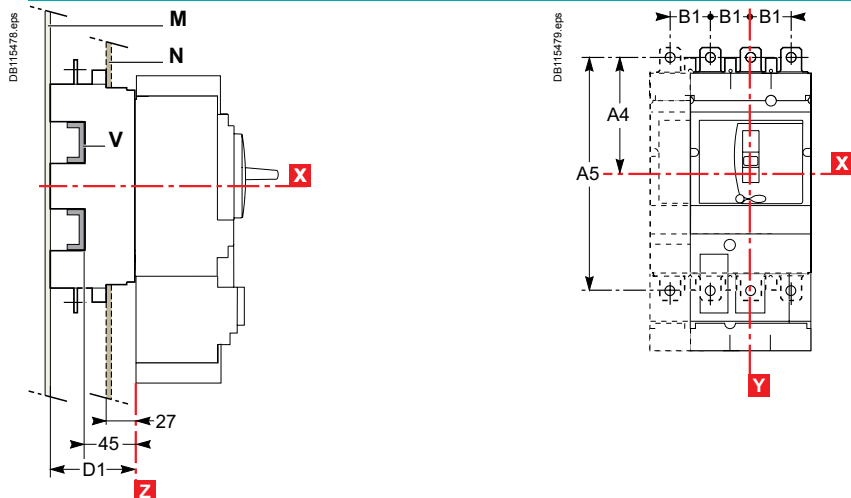 DB115478.eps
M
N
V
X
27
45
D1
Z
DB115479.eps
B1 B1 B1
A4
A5
X
Y